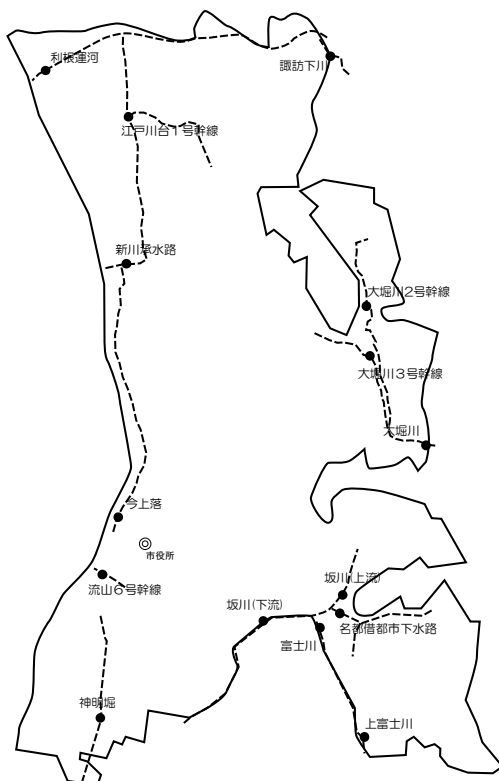 利根運河
諏訪下川
江戸川台１号幹線
新川承水路
大堀川２号幹線
大堀川３号幹線
大堀川
今上落
市役所
流山６号幹線
坂川(上流)
坂川(下流)
名都借都市下水路
富士川
神明堀
上富士川